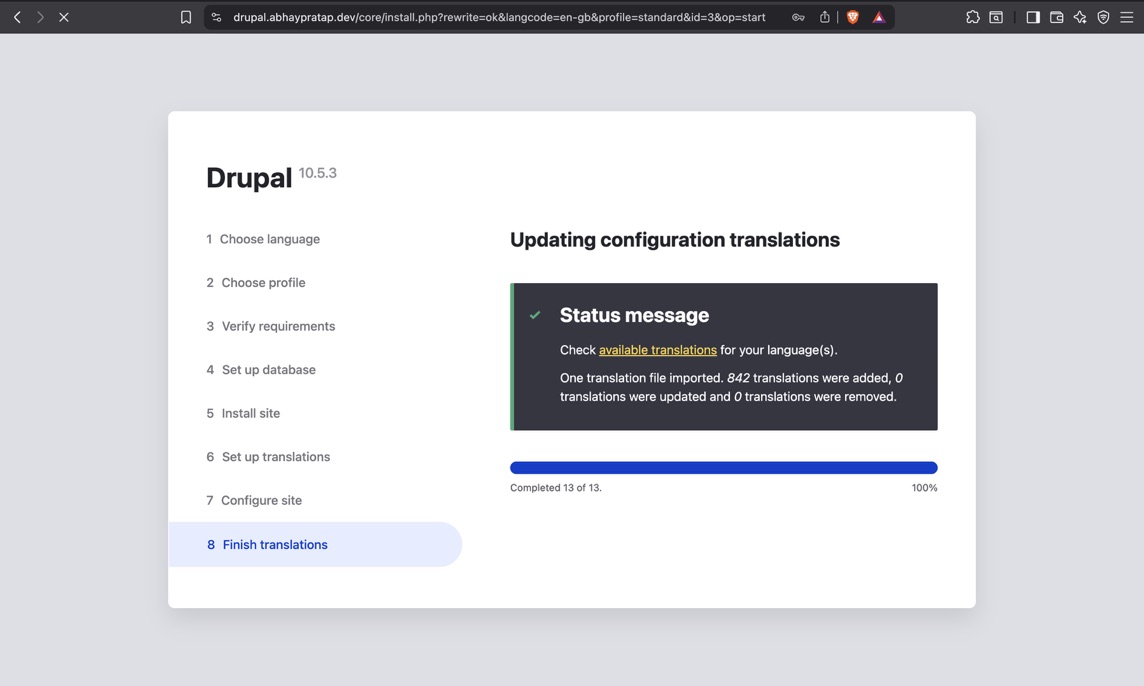 drupal.abhaypratap.dev/core/install.php?rewrite=ok&langcode=en-gb&profile=standard&id=3&op=start
Drupal 10.5.3
1 Choose language
2 Choose profile
3 Verify requirements
4 Set up database
5 Install site
6 Set up translations
7 Configure site
8 Finish translations
Updating configuration translations
Status message
Check available translations for your language(s).
One translation file imported. 842 translations were added, 0
translations were updated and 0 translations were removed.
Completed 13 of 13.
100%